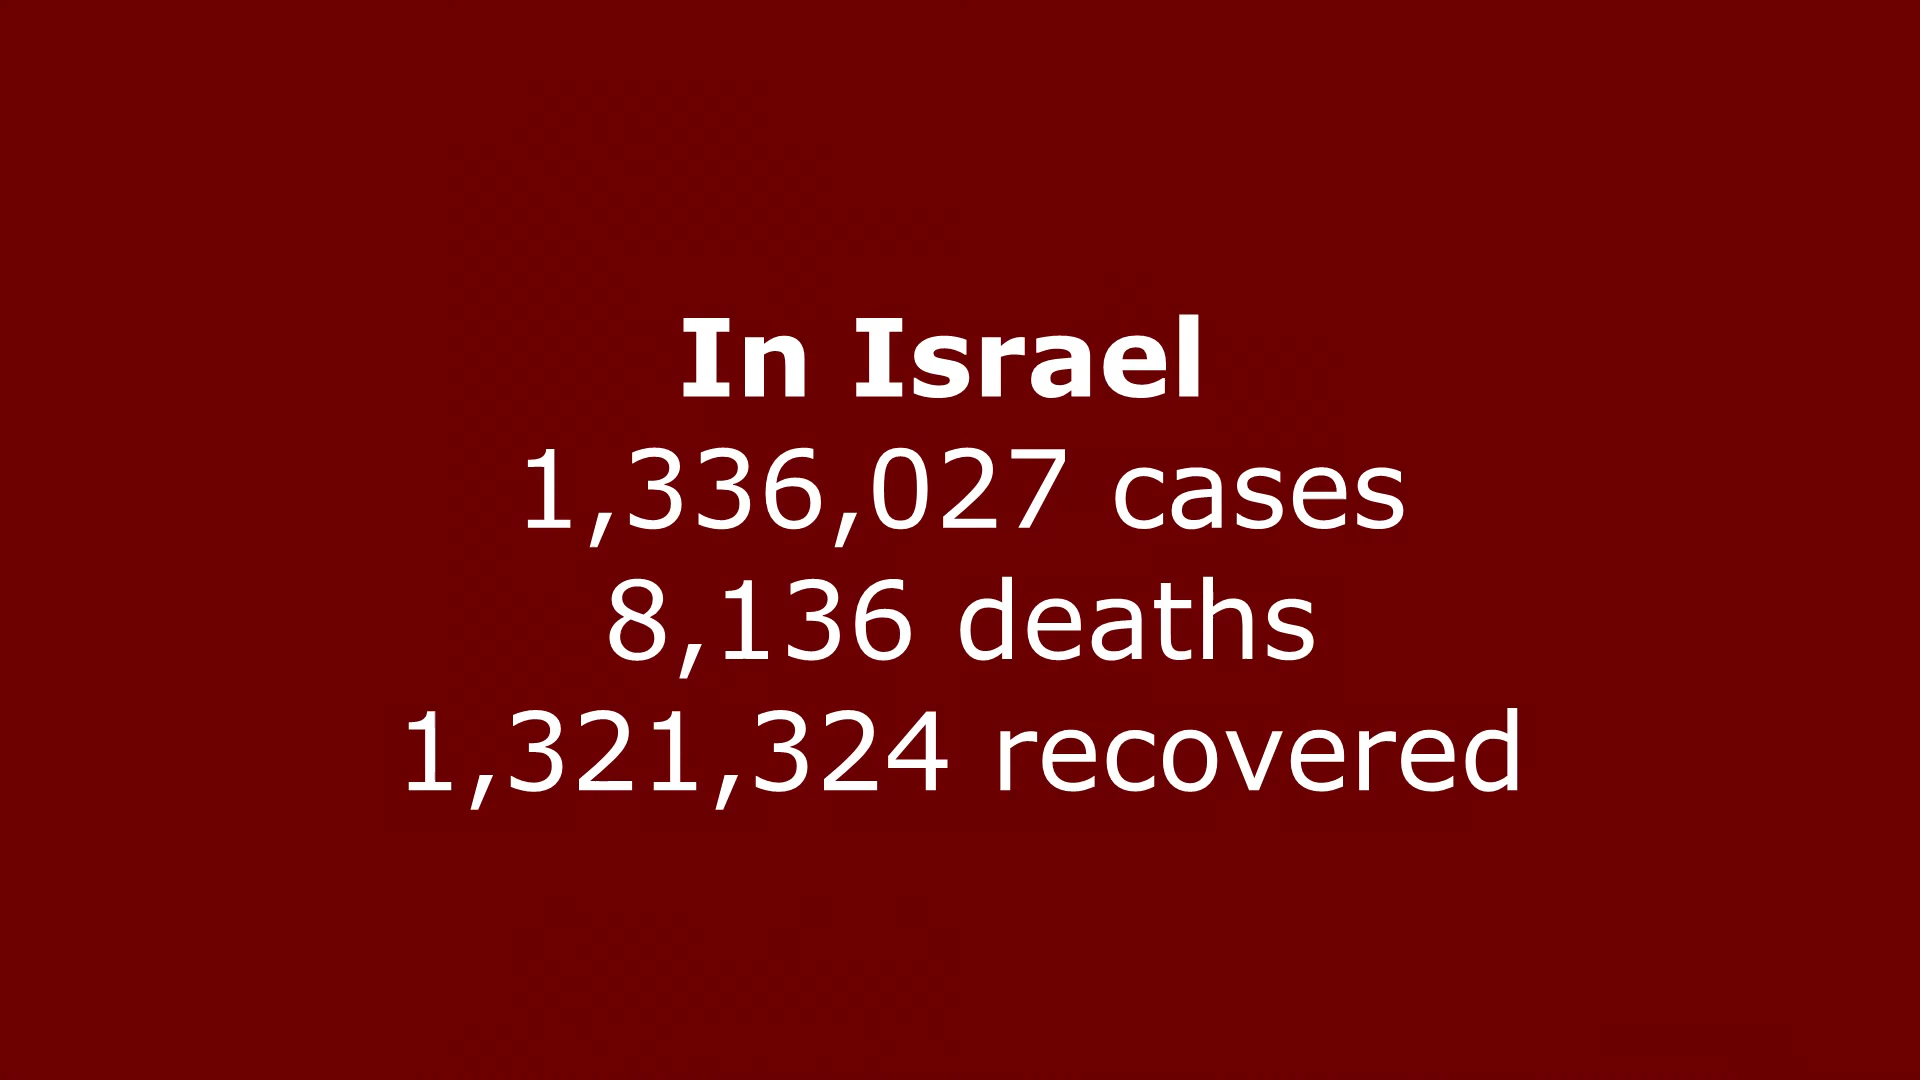 In Israel
1,336,027 cases
8,136 deaths
1,321,324 recovered